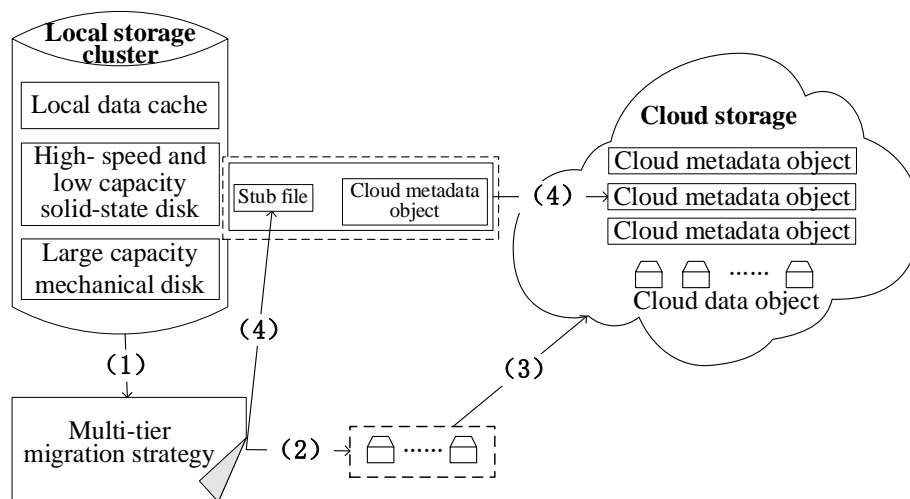 Local storage
cluster
Local data cache
High- speed and
low capacity
solid-state disk
Large capacity
mechanical disk
Stub file
Cloud metadata
object
(4)
Cloud storage
Cloud metadata object
Cloud metadata object
Cloud metadata object
......
Cloud data object
(4)
(1)
(3)
Multi-tier
migration strategy
(2)
......